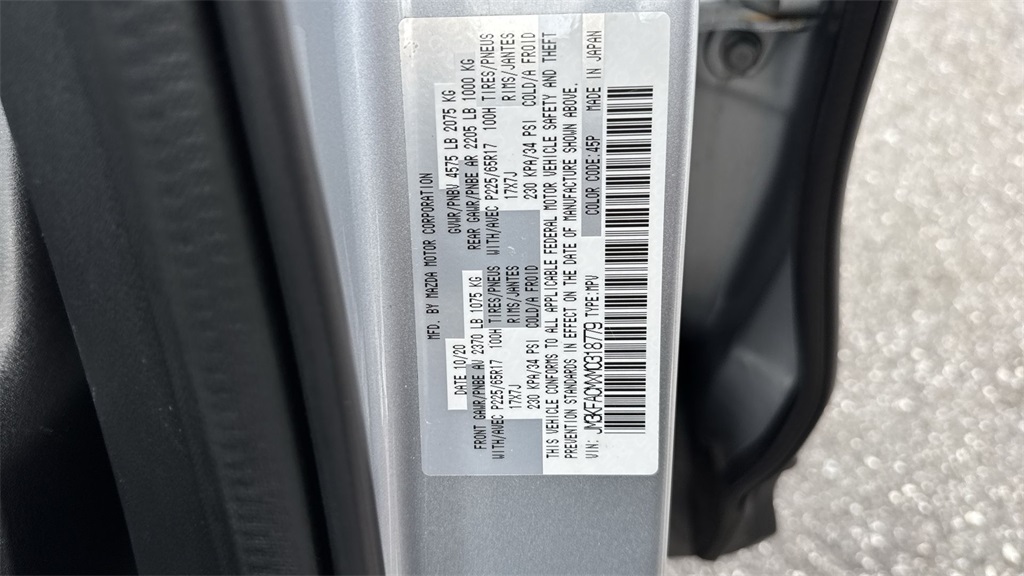 MFD. BY MAZDA MOTOR CORPORATION
DATE 10/20 GVWR/PNBV 4575 LB 2075 KG
FRONT GAWR/PNBE AV 2370 LB 1075 KG REAR GAWR/PNBE AR 2205 LB 1000 KG
WITH/AVEC P225/65R17 100H TIRES/PNEUS WITH/AVEC P225/65R17 100H TIRES/PNEUS
17X7J RIMS/JANTES 17X7J RIMS/JANTES
230 KPA/34 PSI COLD/A FROID 230 KPA/34 PSI COLD/A FROID
THIS VEHICLE CONFORMS TO ALL APPLICABLE FEDERAL MOTOR VEHICLE SAFETY AND THEFT
PREVENTION STANDARDS IN EFFECT ON THE DATE OF MANUFACTURE SHOWN ABOVE.
VIN: JM3KFACMXM0318779 TYPE:MPV COLOR CODE:45P MADE IN JAPAN